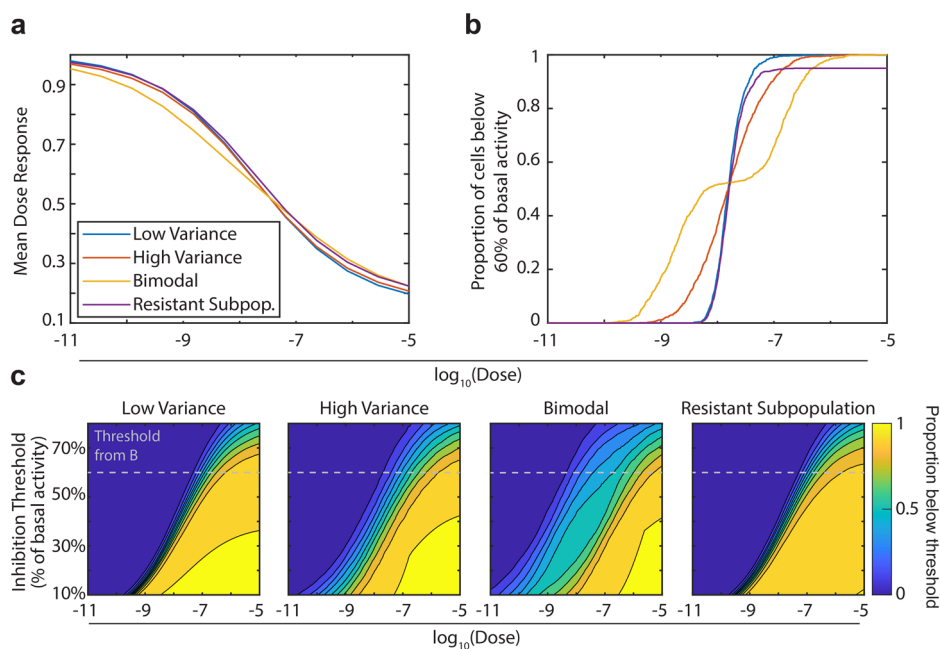 a
Mean Dose Response
0.9
0.7
0.5
0.3
0.1
Low Variance
High Variance
Bimodal
Resistant Subpop.
-11
-9
-7
-5
b
Proportion of cells below
60% of basal activity
1
0.8
0.6
0.4
0.2
0
-11
-9
-7
-5
log10(Dose)
c
Inhibition Threshold
(% of basal activity)
70%
50%
30%
10%
Low Variance
Threshold
from B
-11
-9
-7
-5
High Variance
-11
-9
-7
-5
Bimodal
-11
-9
-7
-5
Resistant Subpopulation
-11
-9
-7
-5
1
0.5
0
Proportion below threshold
log10(Dose)